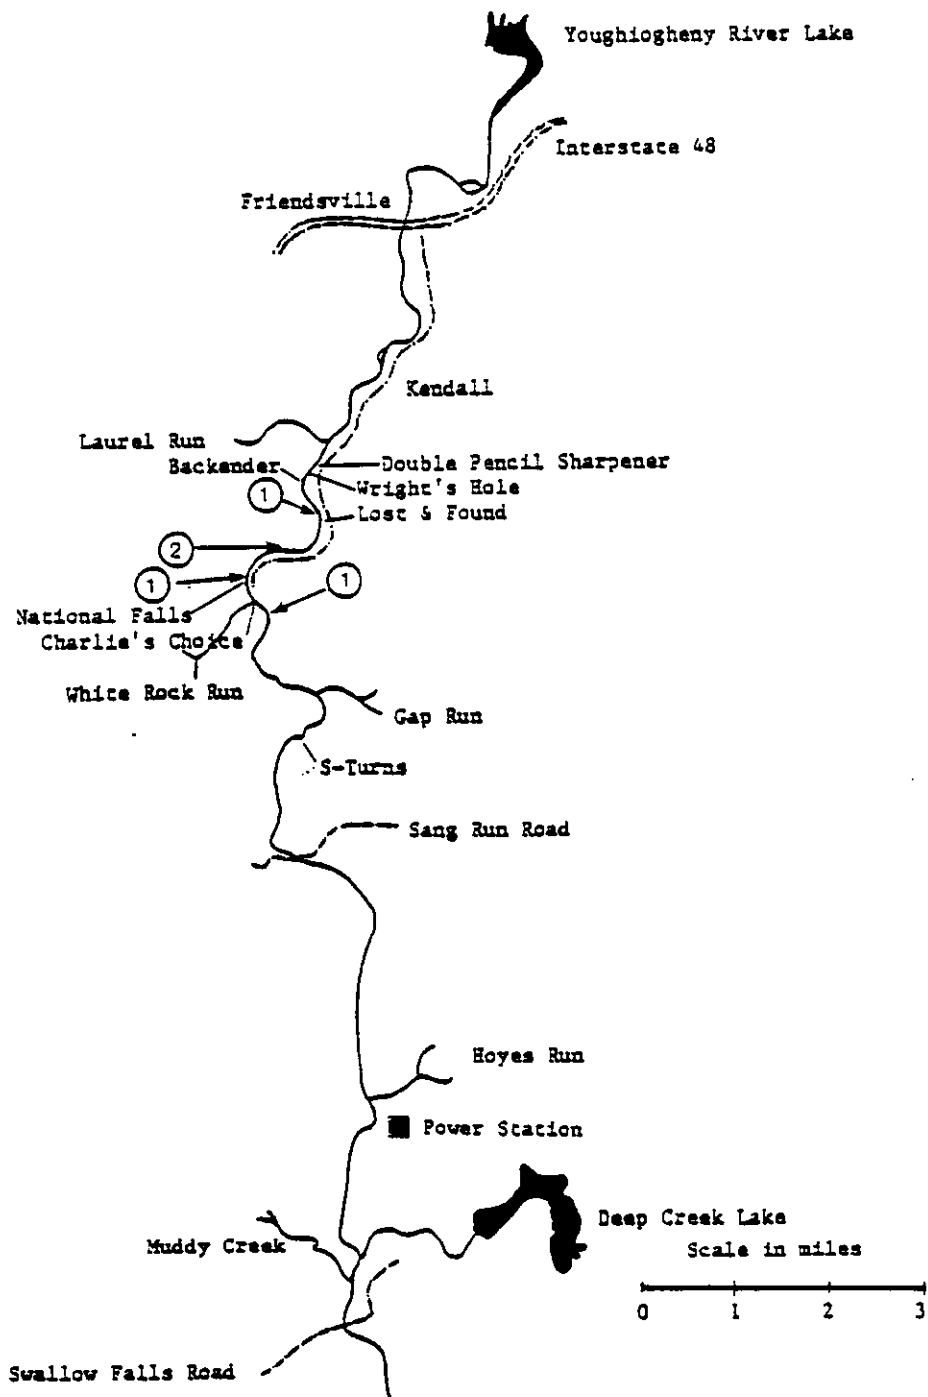 Youghiogheny River Lake
Interstate 48
Friendsville
Kendall
Laurel Run
Backender
Double Pencil Sharpener
Wright's Hole
1
Lost & Found
2
1
1
National Falls
Charlie's Choice
White Rock Run
Gap Run
S-Turns
Sang Run Road
Hoyes Run
Power Station
Deep Creek Lake
Muddy Creek
Scale in miles
0 1 2 3
Swallow Falls Road